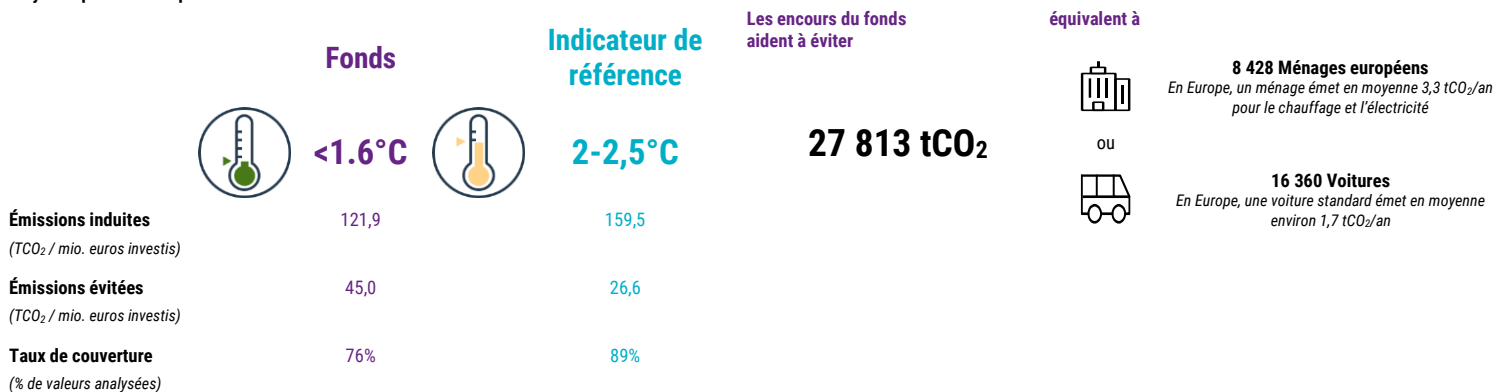 Les encours du fonds
aident à éviter
équivalent à
Fonds
Indicateur de
référence
<1.6°C
2-2,5°C
27 813 tCO₂
8 428 Ménages européens
En Europe, un ménage émet en moyenne 3,3 tCO₂/an
pour le chauffage et l'électricité
ou
16 360 Voitures
En Europe, une voiture standard émet en moyenne
environ 1,7 tCO₂/an
Émissions induites 121,9 159,5
(TCO₂ / mio. euros investis)
Émissions évitées 45,0 26,6
(TCO₂ / mio. euros investis)
Taux de couverture 76% 89%
(% de valeurs analysées)